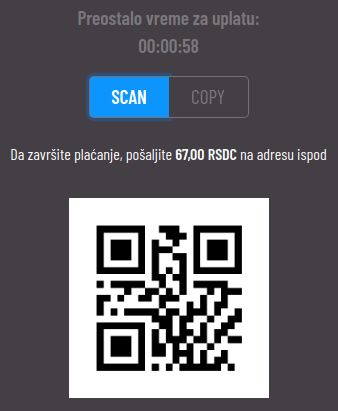 Preostalo vreme za uplatu:
00:00:58
SCAN COPY
Da završite plaćanje, pošaljite 67,00 RSDC na adresu ispod